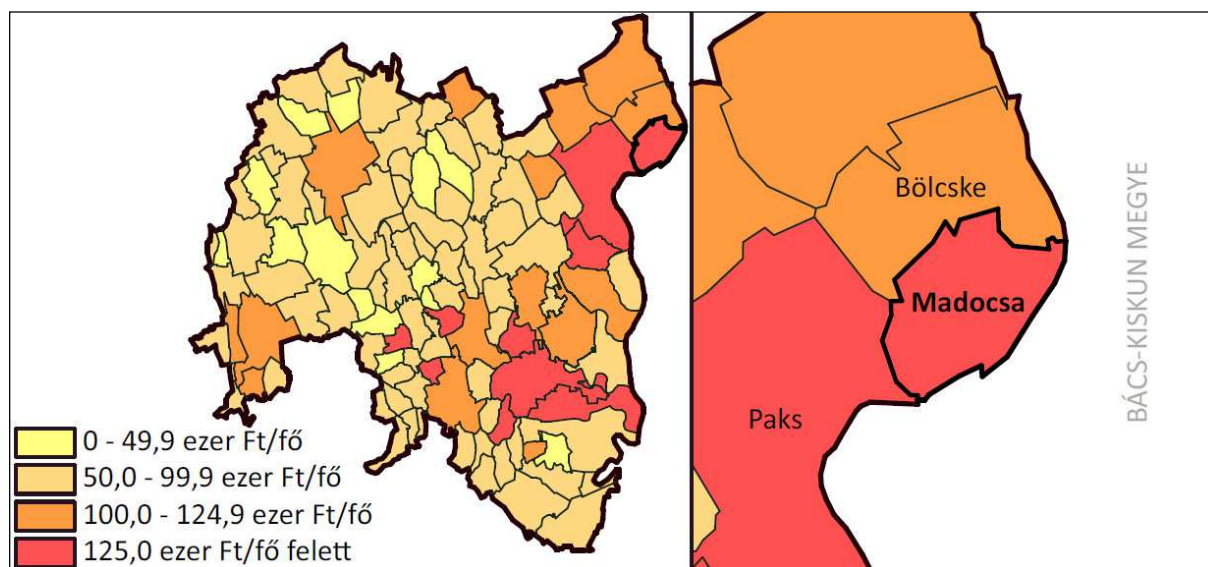 Bölcske
Madocsa
Paks
BÁCS-KISKUN MEGYE
0 - 49,9 ezer Ft/fő
50,0 - 99,9 ezer Ft/fő
100,0 - 124,9 ezer Ft/fő
125,0 ezer Ft/fő felett